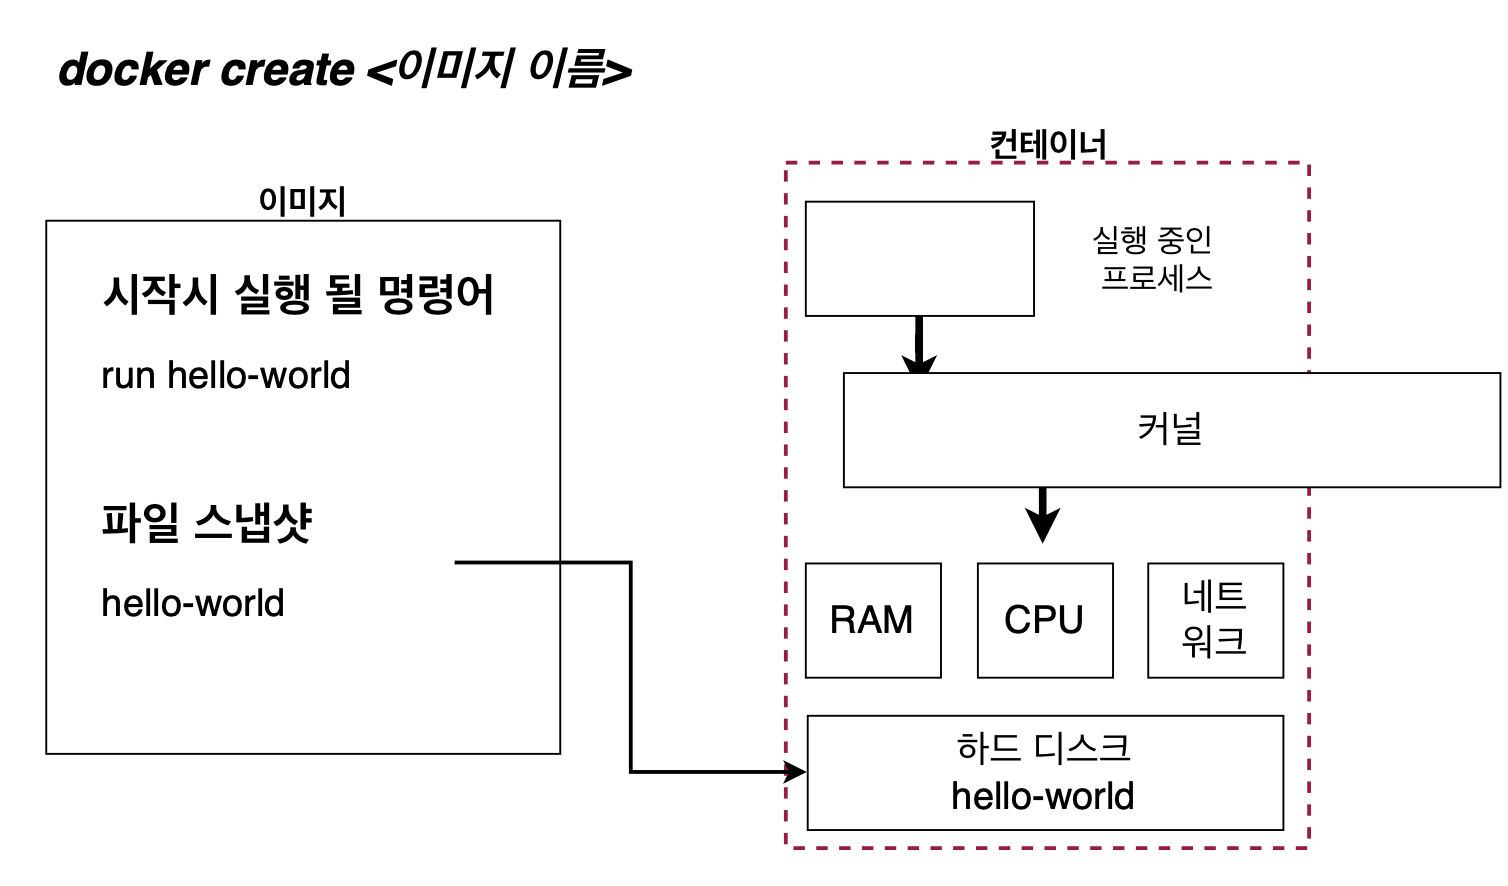 docker create <이미지 이름>
이미지
시작시 실행 될 명령어
run hello-world
파일 스냅샷
hello-world
컨테이너
실행 중인
프로세스
커널
RAM
CPU
네트
워크
하드 디스크
hello-world